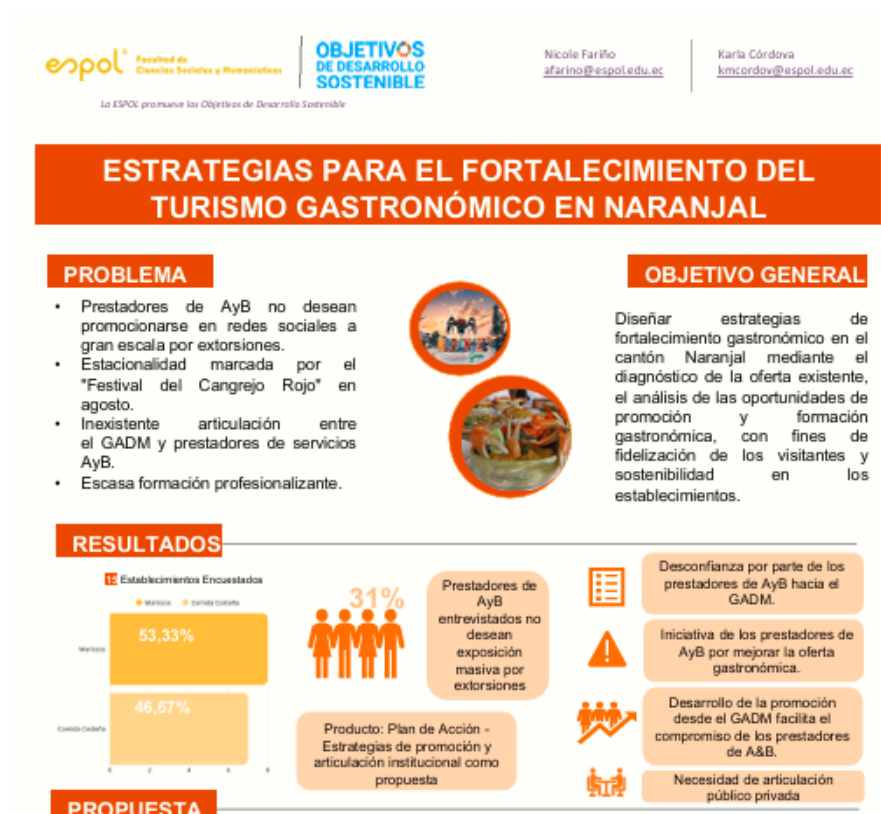 espol
Facultad de
Ciencias Sociales y Humanísticas
OBJETIVOS
DE DESARROLLO
SOSTENIBLE
La ESPOL promueve los Objetivos de Desarrollo Sostenible
Nicole Fariño
afarino@espol.edu.ec
Karla Córdova
kmcordov@espol.edu.ec
ESTRATEGIAS PARA EL FORTALECIMIENTO DEL
TURISMO GASTRONÓMICO EN NARANJAL
PROBLEMA
• Prestadores de AyB no desean
promocionarse en redes sociales a
gran escala por extorsiones.
• Estacionalidad marcada por el
"Festival del Cangrejo Rojo" en
agosto.
• Inexistente articulación entre
el GADM y prestadores de servicios
AyB.
• Escasa formación profesionalizante.
OBJETIVO GENERAL
Diseñar estrategias de
fortalecimiento gastronómico en el
cantón Naranjal mediante el
diagnóstico de la oferta existente,
el análisis de las oportunidades de
promoción y formación
gastronómica, con fines de
fidelización de los visitantes y
sostenibilidad en los
establecimientos.
RESULTADOS
15 Establecimientos Encuestados
Mariscos Comida Costeña
Mariscos
53,33%
Comida Costeña
46,67%
0 2 4 6 8
31%
Prestadores de
AyB
entrevistados no
desean
exposición
masiva por
extorsiones
Producto: Plan de Acción -
Estrategias de promoción y
articulación institucional como
propuesta
Desconfianza por parte de los
prestadores de AyB hacia el
GADM.
Iniciativa de los prestadores de
AyB por mejorar la oferta
gastronómica.
Desarrollo de la promoción
desde el GADM facilita el
compromiso de los prestadores
de A&B.
Necesidad de articulación
público privada
PROPUESTA